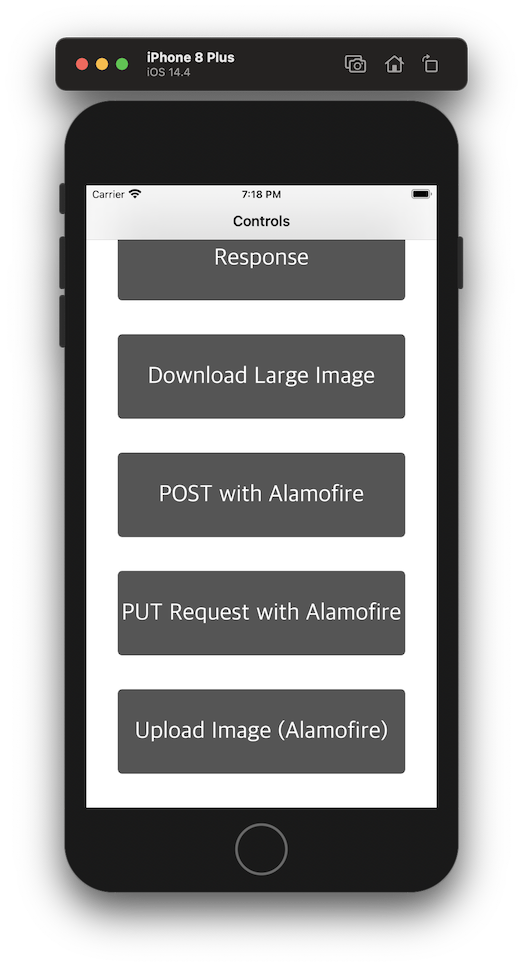 iPhone 8 Plus
iOS 14.4
Carrier
7:18 PM
Controls
Response
Download Large Image
POST with Alamofire
PUT Request with Alamofire
Upload Image (Alamofire)